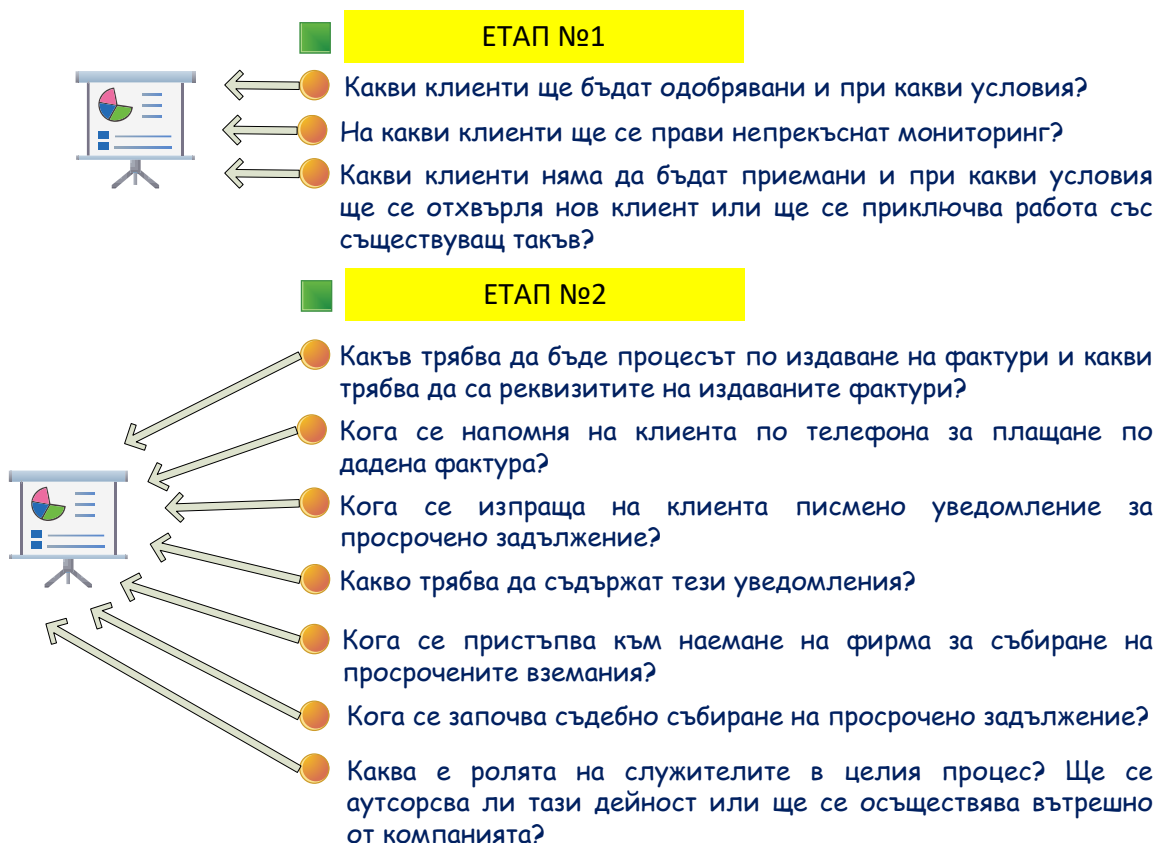 ЕТАП №1
Какви клиенти ще бъдат одобрявани и при какви условия?
На какви клиенти ще се прави непрекъснат мониторинг?
Какви клиенти няма да бъдат приемани и при какви условия
ще се отхвърля нов клиент или ще се приключва работа със
съществуващ такъв?
ЕТАП №2
Какъв трябва да бъде процесът по издаване на фактури и какви
трябва да са реквизитите на издаваните фактури?
Кога се напомня на клиента по телефона за плащане по
дадена фактура?
Кога се изпраща на клиента писмено уведомление за
просрочено задължение?
Какво трябва да съдържат тези уведомления?
Кога се пристъпва към наемане на фирма за събиране на
просрочените вземания?
Кога се започва съдебно събиране на просрочено задължение?
Каква е ролята на служителите в целия процес? Ще се
аутсорсва ли тази дейност или ще се осъществява вътрешно
от компанията?